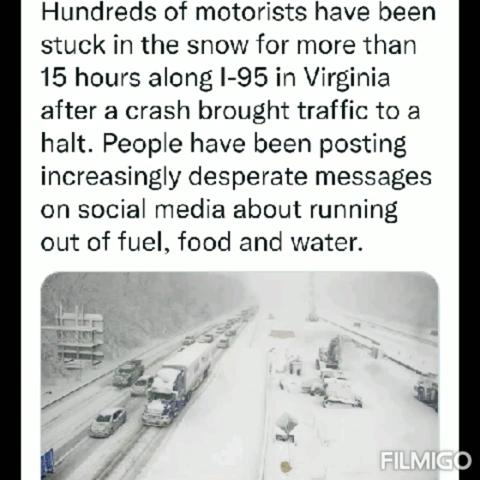 Hundreds of motorists have been
stuck in the snow for more than
15 hours along I-95 in Virginia
after a crash brought traffic to a
halt. People have been posting
increasingly desperate messages
on social media about running
out of fuel, food and water.
FILMIGO